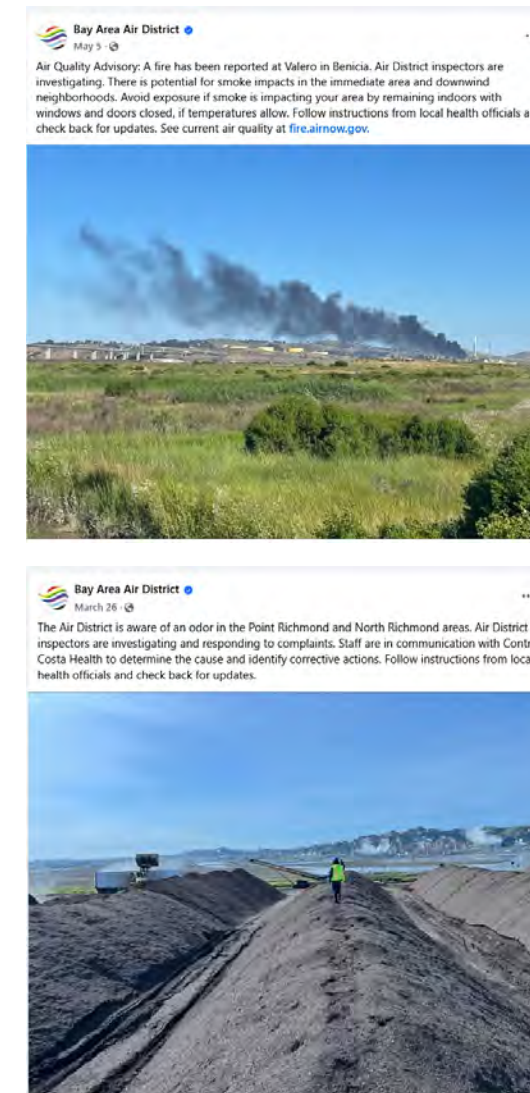 Bay Area Air District
May 5 ·
Air Quality Advisory: A fire has been reported at Valero in Benicia. Air District inspectors are
investigating. There is potential for smoke impacts in the immediate area and downwind
neighborhoods. Avoid exposure if smoke is impacting your area by remaining indoors with
windows and doors closed, if temperatures allow. Follow instructions from local health officials a
check back for updates. See current air quality at fire.airnow.gov.
Bay Area Air District
March 26 ·
The Air District is aware of an odor in the Point Richmond and North Richmond areas. Air District
inspectors are investigating and responding to complaints. Staff are in communication with Contr
Costa Health to determine the cause and identify corrective actions. Follow instructions from loca
health officials and check back for updates.